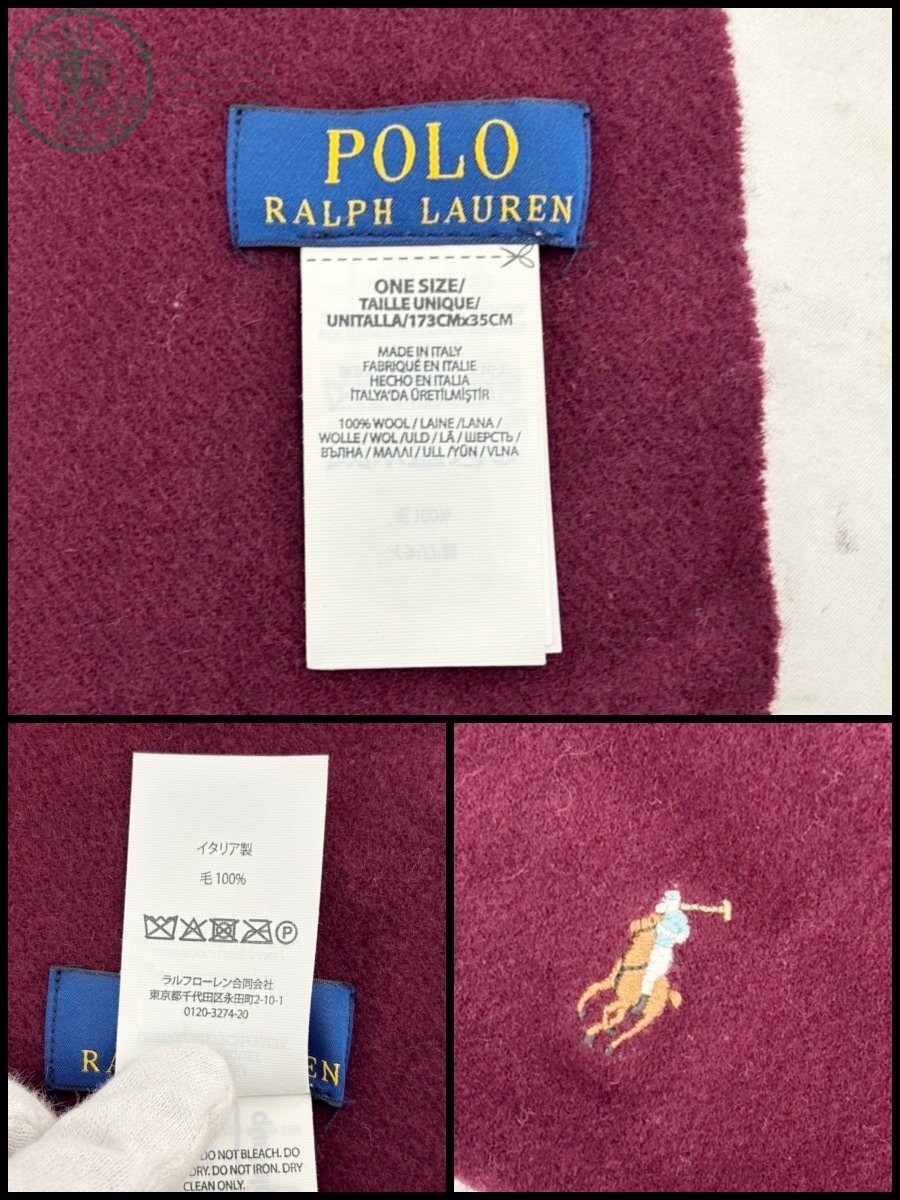 POLO
RALPH LAUREN
ONE SIZE/
TAILLE UNIQUE/
UNITALLA/173CMx35CM
MADE IN ITALY
FABRIQUÉ EN ITALIE
HECHO EN ITALIA
İTALYA'DA ÜRETİLMİŞTİR
100% WOOL / LAINE /LANA /
WOLLE / WOL /ULD / LÃ / ШЕРСТЬ /
ВЪЛНА / ΜΑΛΛΙ / ULL /YÜN / VLNA
イタリア製
毛 100%
P
ラルフローレン合同会社
東京都千代田区永田町2-10-1
0120-3274-20
RA
EN
DO NOT BLEACH. DO
DRY. DO NOT IRON. DRY
CLEAN ONLY.